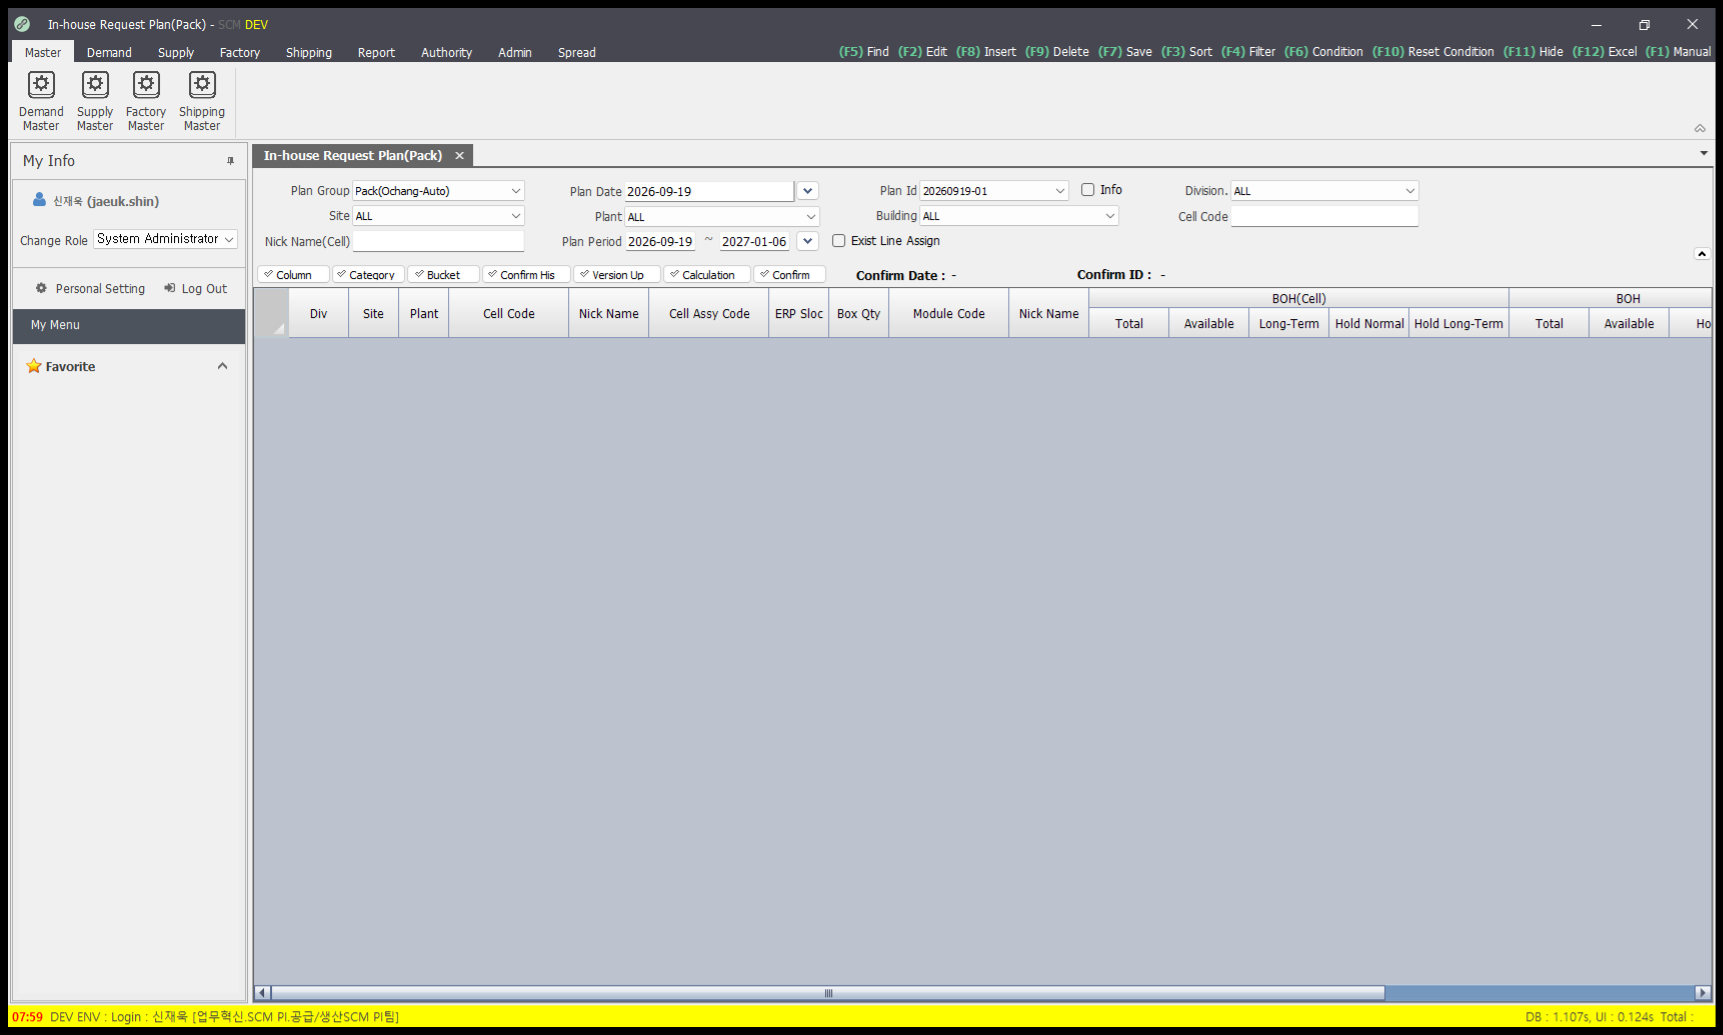 In-house Request Plan(Pack) - SCM DEV
Master Demand Supply Factory Shipping Report Authority Admin Spread (F5) Find (F2) Edit (F8) Insert (F9) Delete (F7) Save (F3) Sort (F4) Filter (F6) Condition (F10) Reset Condition (F11) Hide (F12) Excel (F1) Manual
Demand Master Supply Master Factory Master Shipping Master
My Info
신재욱 (jaeuk.shin)
Change Role System Administrator
Personal Setting Log Out
My Menu
Favorite
In-house Request Plan(Pack)
Plan Group Pack(Ochang-Auto) Plan Date 2026-09-19 Plan Id 20260919-01 Info Division. ALL
Site ALL Plant ALL Building ALL Cell Code
Nick Name(Cell) Plan Period 2026-09-19 ~ 2027-01-06 Exist Line Assign
Column Category Bucket Confirm His Version Up Calculation Confirm Confirm Date : - Confirm ID : -
Div Site Plant Cell Code Nick Name Cell Assy Code ERP Sloc Box Qty Module Code Nick Name BOH(Cell) BOH
Total Available Long-Term Hold Normal Hold Long-Term Total Available Ho
07:59 DEV ENV : Login : 신재욱 [업무혁신.SCM PI.공급/생산SCM PI팀] DB : 1.107s, UI : 0.124s Total :